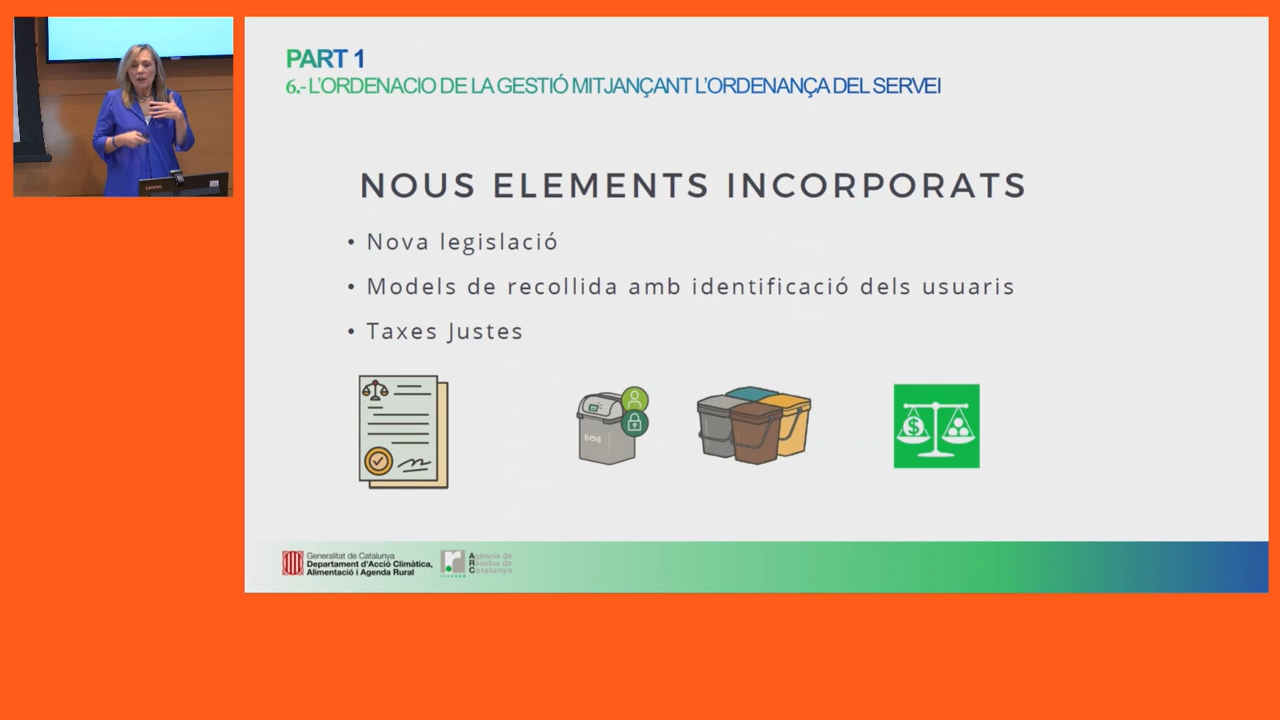 PART 1
6.- L'ORDENACIO DE LA GESTIÓ MITJANÇANT L'ORDENANÇA DEL SERVEI
NOUS ELEMENTS INCORPORATS
• Nova legislació
• Models de recollida amb identificació dels usuaris
• Taxes Justes
Generalitat de Catalunya
Departament d'Acció Climàtica,
Alimentació i Agenda Rural
Agència de
Residus de
Catalunya
Lenovo